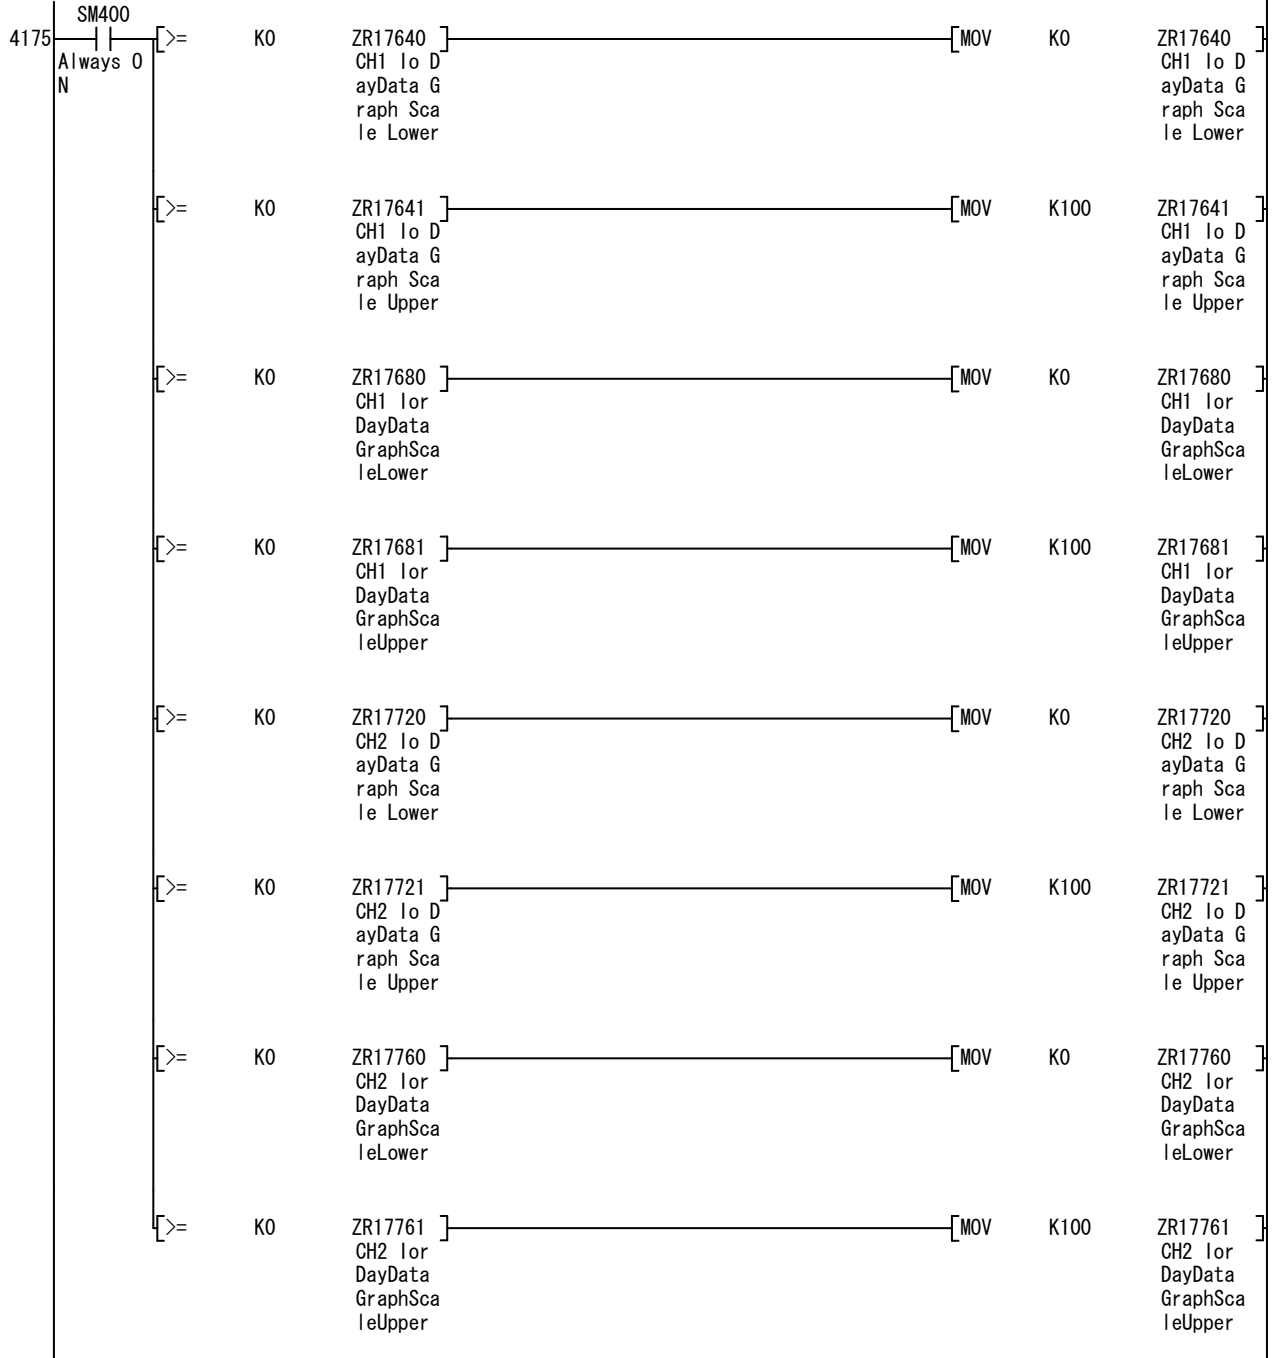 SM400
4175 [>= K0 ZR17640 ] [MOV K0 ZR17640 ]
Always O CH1 Io D CH1 Io D
N ayData G ayData G
raph Sca raph Sca
le Lower le Lower
[>= K0 ZR17641 ] [MOV K100 ZR17641 ]
CH1 Io D CH1 Io D
ayData G ayData G
raph Sca raph Sca
le Upper le Upper
[>= K0 ZR17680 ] [MOV K0 ZR17680 ]
CH1 Ior CH1 Ior
DayData DayData
GraphSca GraphSca
leLower leLower
[>= K0 ZR17681 ] [MOV K100 ZR17681 ]
CH1 Ior CH1 Ior
DayData DayData
GraphSca GraphSca
leUpper leUpper
[>= K0 ZR17720 ] [MOV K0 ZR17720 ]
CH2 Io D CH2 Io D
ayData G ayData G
raph Sca raph Sca
le Lower le Lower
[>= K0 ZR17721 ] [MOV K100 ZR17721 ]
CH2 Io D CH2 Io D
ayData G ayData G
raph Sca raph Sca
le Upper le Upper
[>= K0 ZR17760 ] [MOV K0 ZR17760 ]
CH2 Ior CH2 Ior
DayData DayData
GraphSca GraphSca
leLower leLower
[>= K0 ZR17761 ] [MOV K100 ZR17761 ]
CH2 Ior CH2 Ior
DayData DayData
GraphSca GraphSca
leUpper leUpper